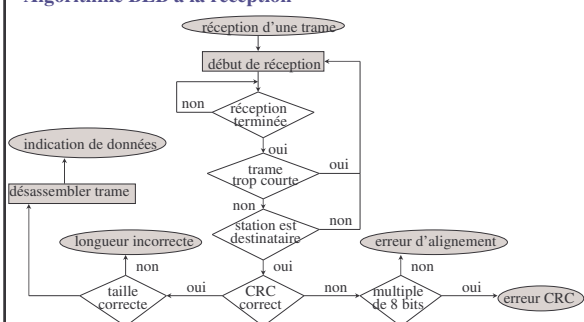 Algorithme BEB à la réception
réception d'une trame
début de réception
non
réception
terminée
oui
indication de données
trame
trop courte
oui
désassembler trame
non
station est
destinataire
non
longueur incorrecte
erreur d'alignement
non
oui
non
taille
correcte
oui
CRC
correct
non
multiple
de 8 bits
oui
erreur CRC